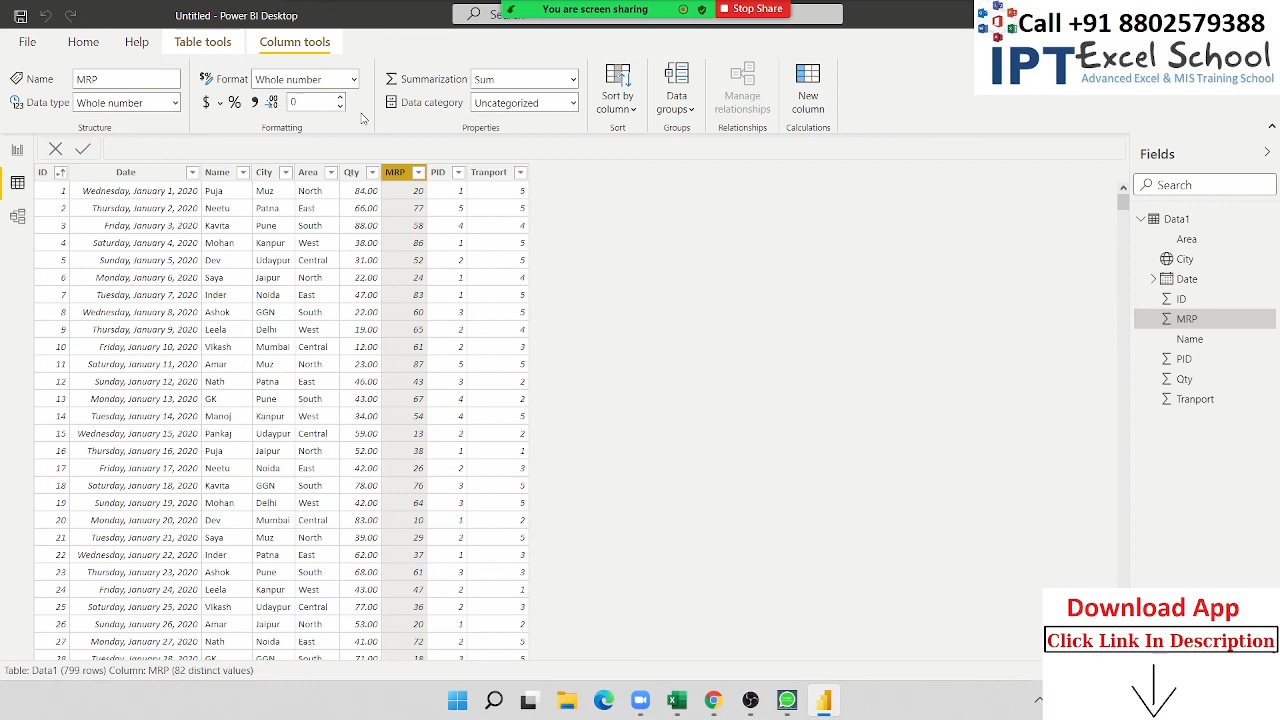 Untitled - Power BI Desktop
Search
You are screen sharing
Stop Share
Call +91 8802579388
IPT Excel School
Advanced Excel & MIS Training School
File Home Help Table tools Column tools
Name MRP
Data type Whole number
Structure
Format Whole number
$ % 9 .00 0
Formatting
Summarization Sum
Data category Uncategorized
Properties
Sort by column
Sort
Data groups
Groups
Manage relationships
Relationships
New column
Calculations
ID Date Name City Area Qty MRP PID Tranport
1 Wednesday, January 1, 2020 Puja Muz North 84.00 20 1 5
2 Thursday, January 2, 2020 Neetu Patna East 66.00 77 5 5
3 Friday, January 3, 2020 Kavita Pune South 88.00 58 4 4
4 Saturday, January 4, 2020 Mohan Kanpur West 38.00 86 1 5
5 Sunday, January 5, 2020 Dev Udaypur Central 31.00 52 2 5
6 Monday, January 6, 2020 Saya Jaipur North 22.00 24 1 4
7 Tuesday, January 7, 2020 Inder Noida East 47.00 83 1 5
8 Wednesday, January 8, 2020 Ashok GGN South 22.00 60 3 5
9 Thursday, January 9, 2020 Leela Delhi West 19.00 65 2 4
10 Friday, January 10, 2020 Vikash Mumbai Central 12.00 61 2 3
11 Saturday, January 11, 2020 Amar Muz North 23.00 87 5 5
12 Sunday, January 12, 2020 Nath Patna East 46.00 43 3 2
13 Monday, January 13, 2020 GK Pune South 43.00 67 4 2
14 Tuesday, January 14, 2020 Manoj Kanpur West 34.00 54 4 5
15 Wednesday, January 15, 2020 Pankaj Udaypur Central 59.00 13 2 2
16 Thursday, January 16, 2020 Puja Jaipur North 52.00 38 1 1
17 Friday, January 17, 2020 Neetu Noida East 42.00 26 2 3
18 Saturday, January 18, 2020 Kavita GGN South 78.00 76 3 5
19 Sunday, January 19, 2020 Mohan Delhi West 42.00 64 3 5
20 Monday, January 20, 2020 Dev Mumbai Central 83.00 10 1 2
21 Tuesday, January 21, 2020 Saya Muz North 39.00 29 2 5
22 Wednesday, January 22, 2020 Inder Patna East 62.00 37 1 3
23 Thursday, January 23, 2020 Ashok Pune South 68.00 61 3 3
24 Friday, January 24, 2020 Leela Kanpur West 43.00 47 2 1
25 Saturday, January 25, 2020 Vikash Udaypur Central 77.00 36 2 3
26 Sunday, January 26, 2020 Amar Jaipur North 53.00 20 1
27 Monday, January 27, 2020 Nath Noida East 41.00 72 2 5
28 Tuesday, January 28, 2020 GK GGN South 71.00 18 3 5
Table: Data1 (799 rows) Column: MRP (82 distinct values)
Fields
Search
Data1
Area
City
Date
ID
MRP
Name
PID
Qty
Tranport
Download App
Click Link In Description